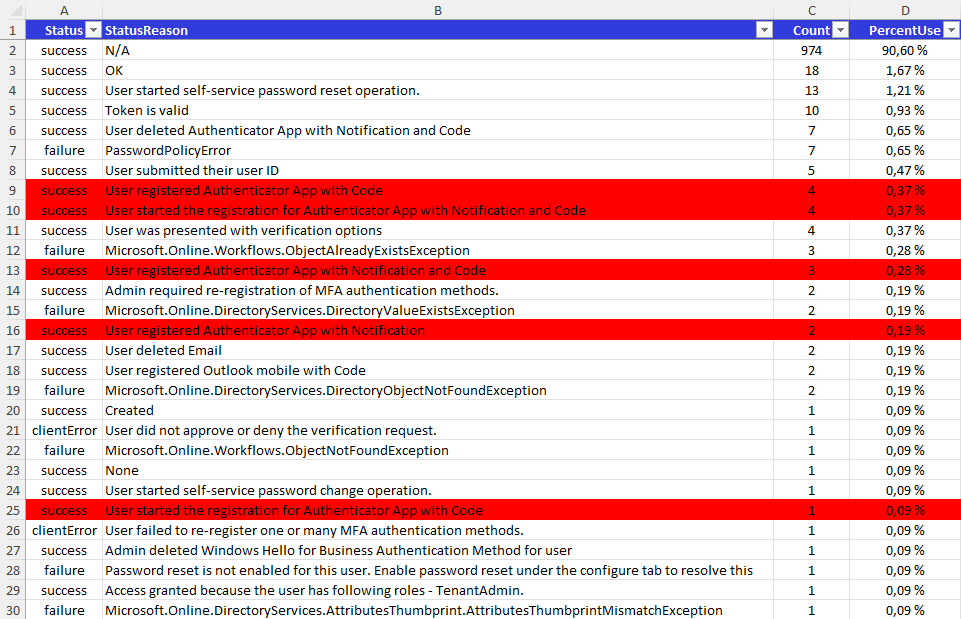 A B C D
1 Status StatusReason Count PercentUse
2 success N/A 974 90,60 %
3 success OK 18 1,67 %
4 success User started self-service password reset operation. 13 1,21 %
5 success Token is valid 10 0,93 %
6 success User deleted Authenticator App with Notification and Code 7 0,65 %
7 failure PasswordPolicyError 7 0,65 %
8 success User submitted their user ID 5 0,47 %
9 success User registered Authenticator App with Code 4 0,37 %
10 success User started the registration for Authenticator App with Notification and Code 4 0,37 %
11 success User was presented with verification options 4 0,37 %
12 failure Microsoft.Online.Workflows.ObjectAlreadyExistsException 3 0,28 %
13 success User registered Authenticator App with Notification and Code 3 0,28 %
14 success Admin required re-registration of MFA authentication methods. 2 0,19 %
15 failure Microsoft.Online.DirectoryServices.DirectoryValueExistsException 2 0,19 %
16 success User registered Authenticator App with Notification 2 0,19 %
17 success User deleted Email 2 0,19 %
18 success User registered Outlook mobile with Code 2 0,19 %
19 failure Microsoft.Online.DirectoryServices.DirectoryObjectNotFoundException 2 0,19 %
20 success Created 1 0,09 %
21 clientError User did not approve or deny the verification request. 1 0,09 %
22 failure Microsoft.Online.Workflows.ObjectNotFoundException 1 0,09 %
23 success None 1 0,09 %
24 success User started self-service password change operation. 1 0,09 %
25 success User started the registration for Authenticator App with Code 1 0,09 %
26 clientError User failed to re-register one or many MFA authentication methods. 1 0,09 %
27 success Admin deleted Windows Hello for Business Authentication Method for user 1 0,09 %
28 failure Password reset is not enabled for this user. Enable password reset under the configure tab to resolve this 1 0,09 %
29 success Access granted because the user has following roles - TenantAdmin. 1 0,09 %
30 failure Microsoft.Online.DirectoryServices.AttributesThumbprint.AttributesThumbprintMismatchException 1 0,09 %